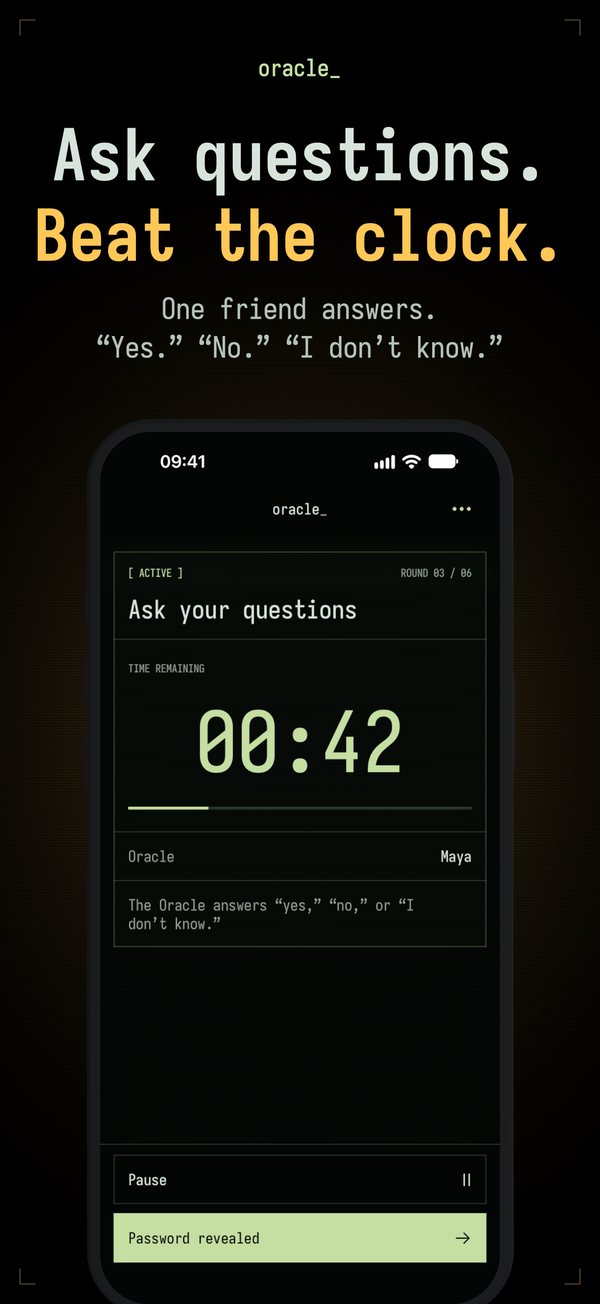 oracle_
Ask questions.
Beat the clock.
One friend answers.
“Yes.” “No.” “I don’t know.”
09:41
oracle_
[ ACTIVE ]
ROUND 03 / 06
Ask your questions
TIME REMAINING
00:42
Oracle
Maya
The Oracle answers “yes,” “no,” or “I
don’t know.”
Pause
Password revealed